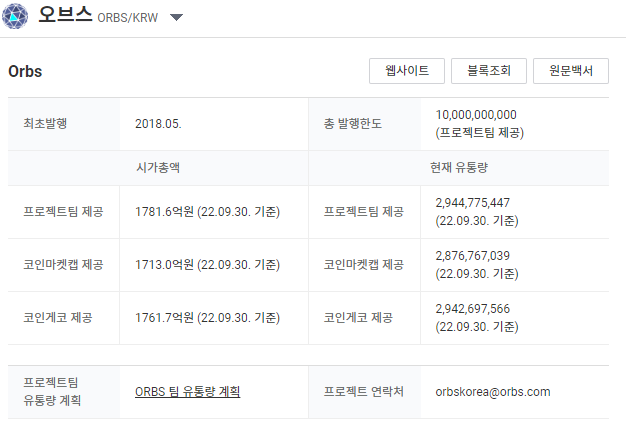 오브스 ORBS/KRW
Orbs
웹사이트 블록조회 원문백서
최초발행 2018.05. 총 발행한도 10,000,000,000
(프로젝트팀 제공)
시가총액 현재 유통량
프로젝트팀 제공 1781.6억원 (22.09.30. 기준) 프로젝트팀 제공 2,944,775,447
(22.09.30. 기준)
코인마켓캡 제공 1713.0억원 (22.09.30. 기준) 코인마켓캡 제공 2,876,767,039
(22.09.30. 기준)
코인게코 제공 1761.7억원 (22.09.30. 기준) 코인게코 제공 2,942,697,566
(22.09.30. 기준)
프로젝트팀
유통량 계획 ORBS 팀 유통량 계획 프로젝트 연락처 orbskorea@orbs.com